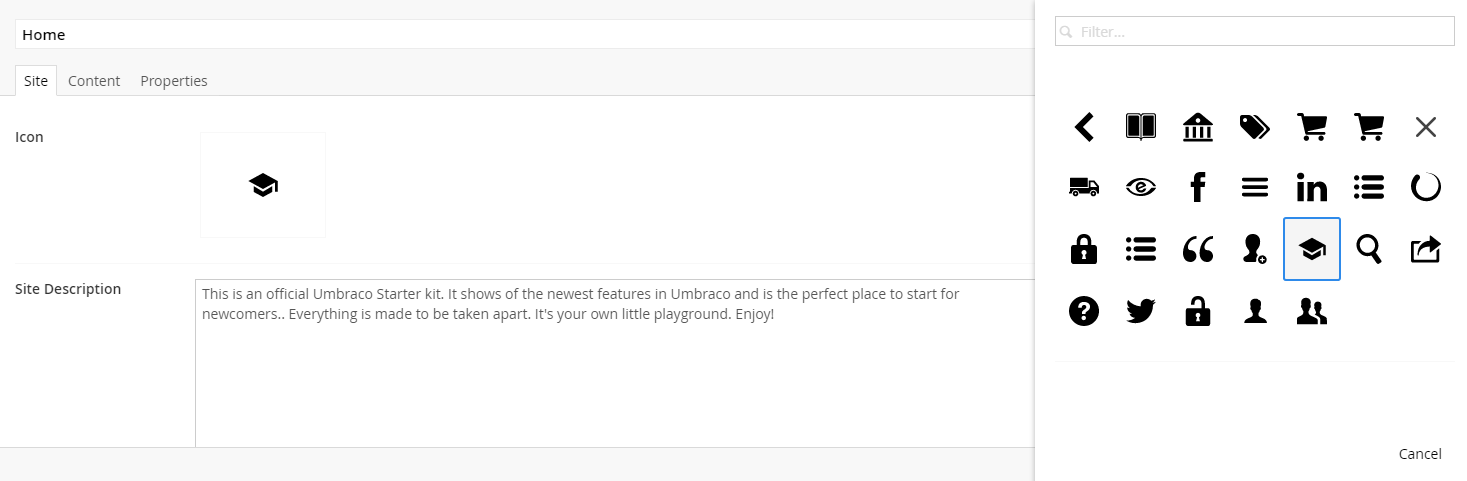 Home
Filter...
Site Content Properties
Icon
Site Description
This is an official Umbraco Starter kit. It shows of the newest features in Umbraco and is the perfect place to start for
newcomers.. Everything is made to be taken apart. It's your own little playground. Enjoy!
Cancel